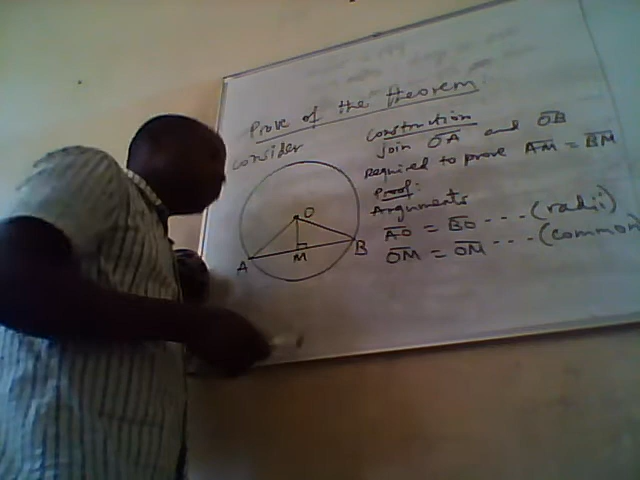 Prove of the theorem
consider
O
A
M
B
Construction
join OA and OB
Required to prove AM = BM
Proof:
Arguments
AO = BO ... (radii)
OM = OM ... (common)